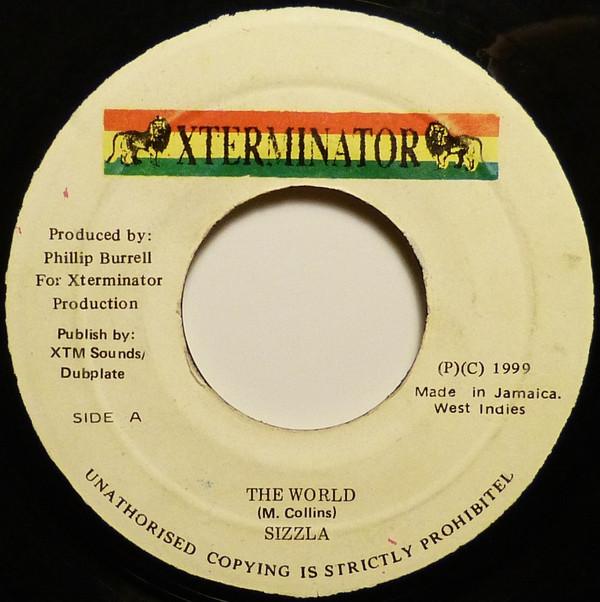 XTERMINATOR
Produced by:
Phillip Burrell
For Xterminator
Production
Publish by:
XTM Sounds/
Dubplate
SIDE A
(P)(C) 1999
Made in Jamaica.
West Indies
THE WORLD
(M. Collins)
SIZZLA
UNATHORISED COPYING IS STRICTLY PROHIBITEL